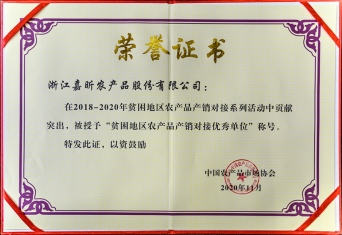 荣誉证书
浙江嘉昕农产品股份有限公司：
在2018-2020年贫困地区农产品产销对接系列活动中贡献
突出，被授予“贫困地区农产品产销对接优秀单位”称号。
特发此证，以资鼓励
中国农产品市场协会
2020年11月